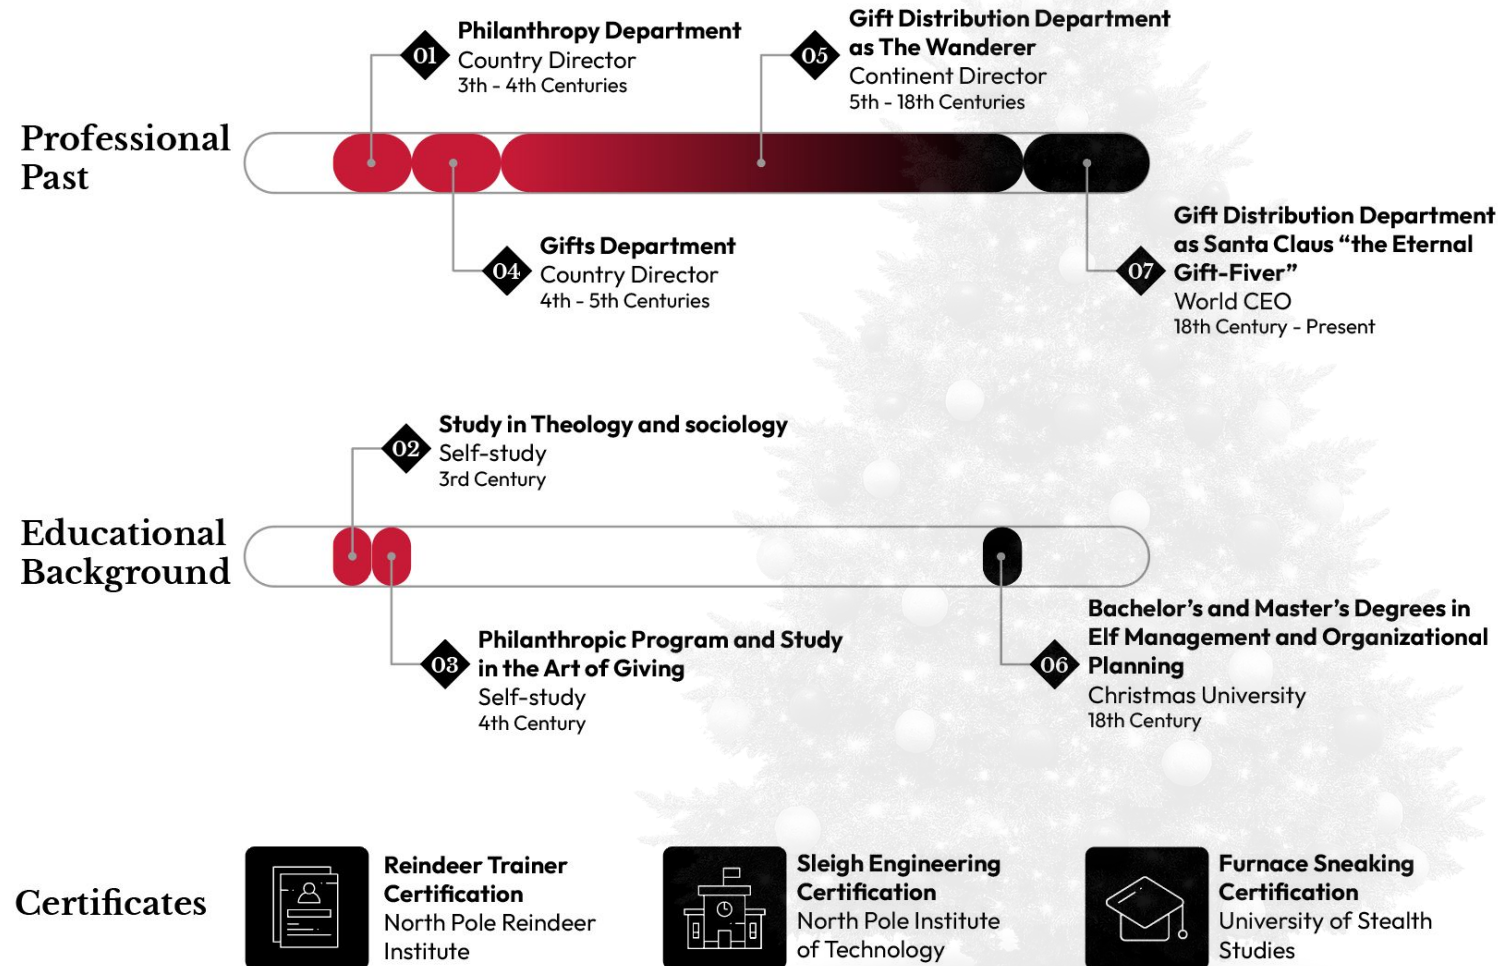 Professional
Past
01
Philanthropy Department
Country Director
3th - 4th Centuries
05
Gift Distribution Department
as The Wanderer
Continent Director
5th - 18th Centuries
04
Gifts Department
Country Director
4th - 5th Centuries
07
Gift Distribution Department
as Santa Claus “the Eternal
Gift-Fiver”
World CEO
18th Century - Present
Educational
Background
02
Study in Theology and sociology
Self-study
3rd Century
03
Philanthropic Program and Study
in the Art of Giving
Self-study
4th Century
06
Bachelor’s and Master’s Degrees in
Elf Management and Organizational
Planning
Christmas University
18th Century
Certificates
Reindeer Trainer
Certification
North Pole Reindeer
Institute
Sleigh Engineering
Certification
North Pole Institute
of Technology
Furnace Sneaking
Certification
University of Stealth
Studies